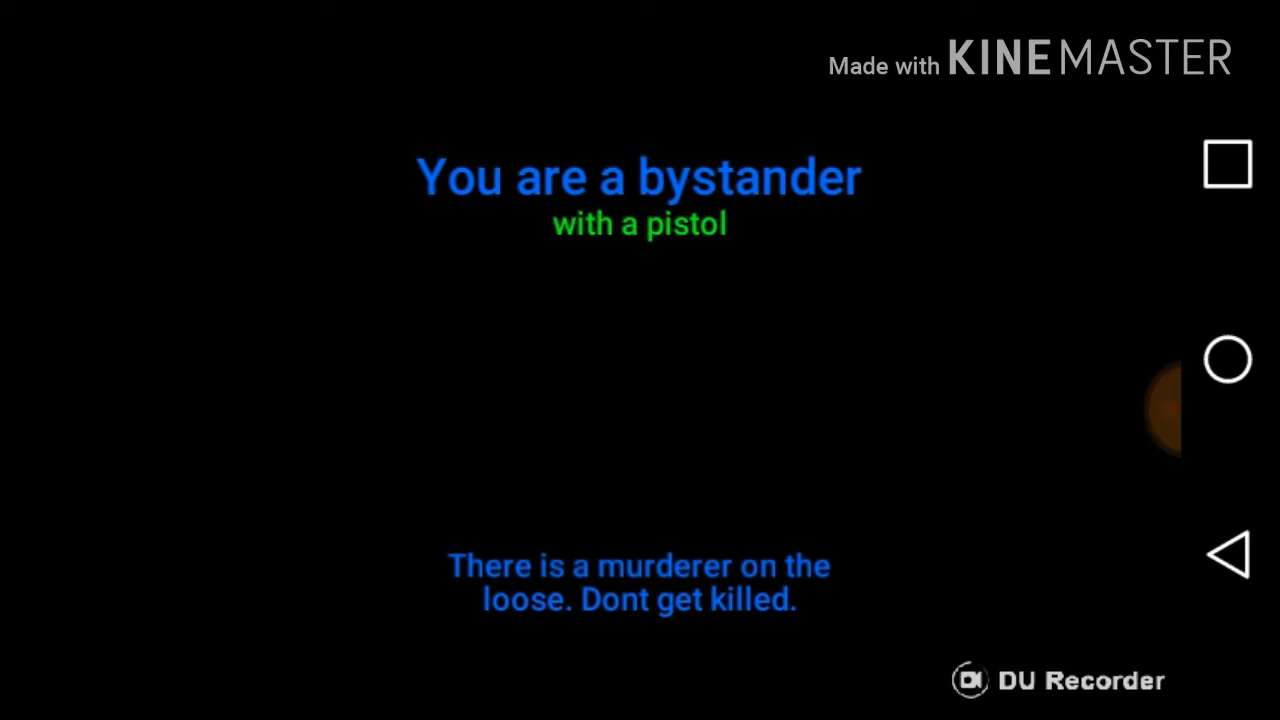 Made with KINEMASTER
You are a bystander
with a pistol
There is a murderer on the
loose. Dont get killed.
DU Recorder